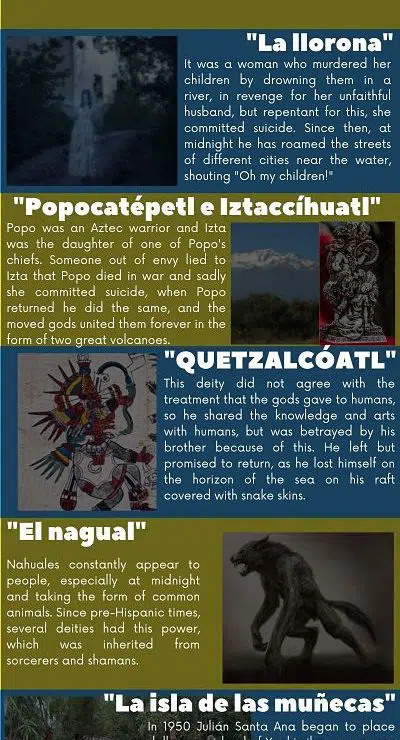 "La llorona"
It was a woman who murdered her
children by drowning them in a
river, in revenge for her unfaithful
husband, but repentant for this, she
committed suicide. Since then, at
midnight he has roamed the streets
of different cities near the water,
shouting "Oh my children!"
"Popocatépetl e Iztaccíhuatl"
Popo was an Aztec warrior and Izta
was the daughter of one of Popo's
chiefs. Someone out of envy lied to
Izta that Popo died in war and sadly
she committed suicide, when Popo
returned he did the same, and the
moved gods united them forever in the
form of two great volcanoes.
"QUETZALCÓATL"
This deity did not agree with the
treatment that the gods gave to humans,
so he shared the knowledge and arts
with humans, but was betrayed by his
brother because of this. He left but
promised to return, as he lost himself on
the horizon of the sea on his raft
covered with snake skins.
"El nagual"
Nahuales constantly appear to
people, especially at midnight
and taking the form of common
animals. Since pre-Hispanic times,
several deities had this power,
which was inherited from
sorcerers and shamans.
"La isla de las muñecas"
In 1950 Julián Santa Ana began to place